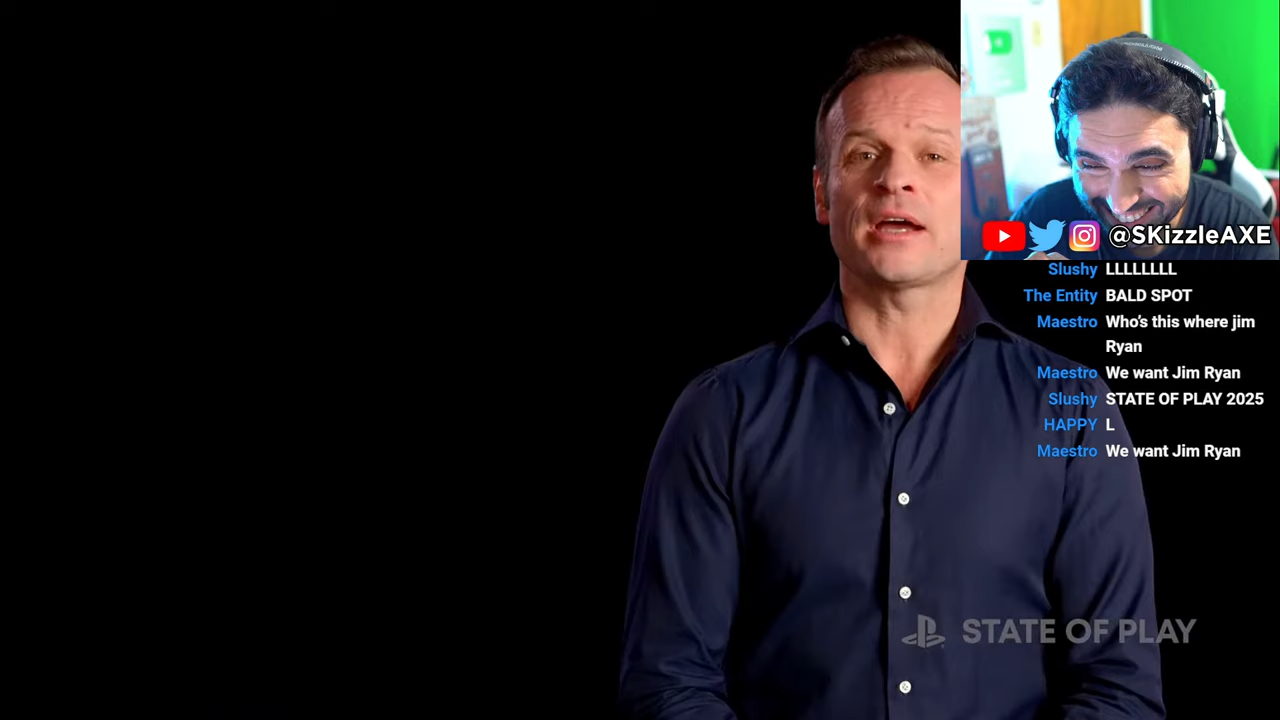 @SKizzleAXE
Slushy LLLLLLLL
The Entity BALD SPOT
Maestro Who's this where jim
Ryan
Maestro We want Jim Ryan
Slushy STATE OF PLAY 2025
HAPPY L
Maestro We want Jim Ryan
STATE OF PLAY